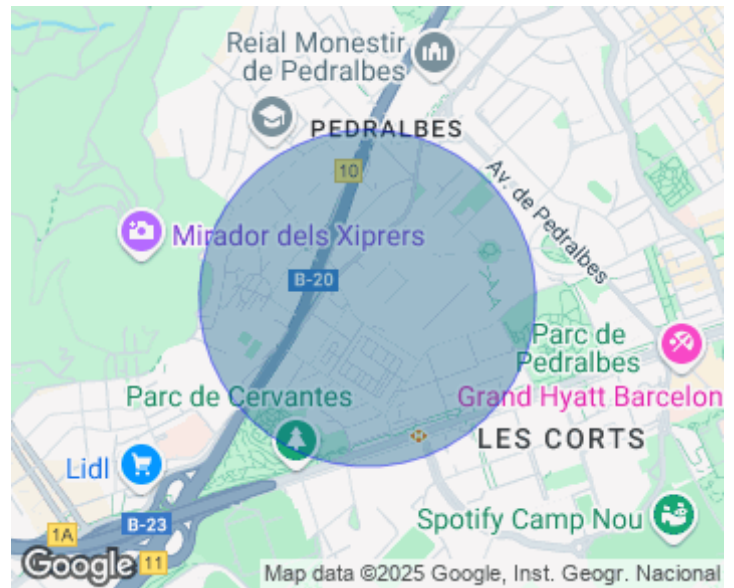 Reial Monestir
de Pedralbes
PEDRALBES
10
Av. de Pedralbes
Mirador dels Xiprers
B-20
Parc de
Pedralbes
Parc de Cervantes
Grand Hyatt Barcelon
LES CORTS
Lidl
B-23
Spotify Camp Nou
1A
11
Google
Map data ©2025 Google, Inst. Geogr. Nacional